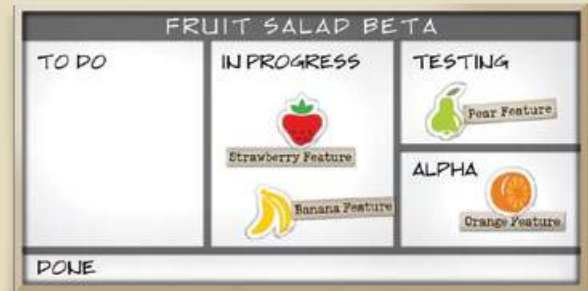 FRUIT SALAD BETA
TO DO
IN PROGRESS
Strawberry Feature
Banana Feature
TESTING
Pear Feature
ALPHA
Orange Feature
DONE